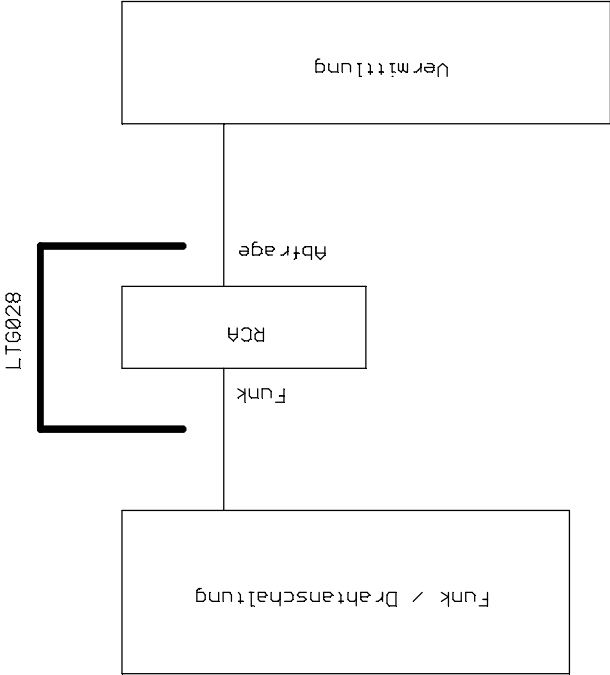 Funk / Drahtanschaltung
Funk
RCA
LTG028
Abfrage
Vermittlung